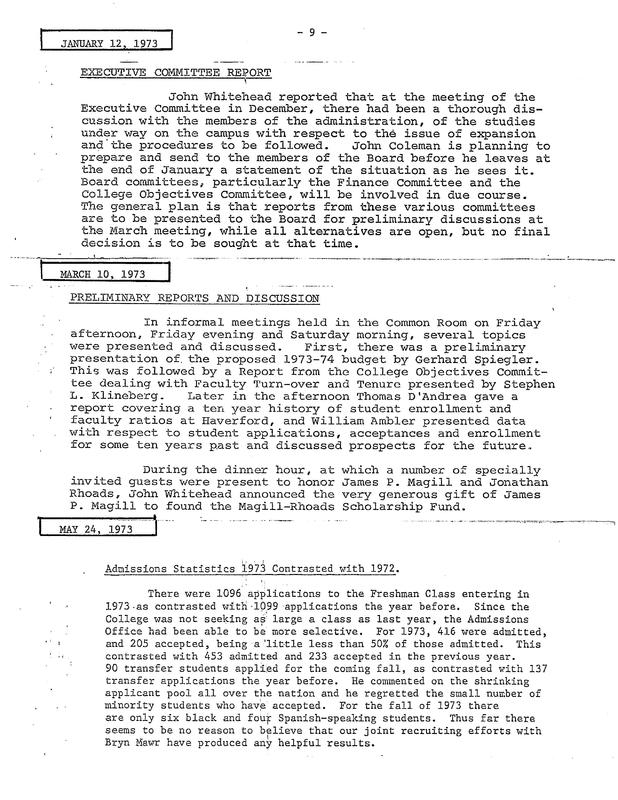 - 9 -
JANUARY 12, 1973
EXECUTIVE COMMITTEE REPORT
John Whitehead reported that at the meeting of the
Executive Committee in December, there had been a thorough dis-
cussion with the members of the administration, of the studies
under way on the campus with respect to the issue of expansion
and the procedures to be followed. John Coleman is planning to
prepare and send to the members of the Board before he leaves at
the end of January a statement of the situation as he sees it.
Board committees, particularly the Finance Committee and the
College Objectives Committee, will be involved in due course.
The general plan is that reports from these various committees
are to be presented to the Board for preliminary discussions at
the March meeting, while all alternatives are open, but no final
decision is to be sought at that time.
MARCH 10, 1973
PRELIMINARY REPORTS AND DISCUSSION
In informal meetings held in the Common Room on Friday
afternoon, Friday evening and Saturday morning, several topics
were presented and discussed. First, there was a preliminary
presentation of the proposed 1973-74 budget by Gerhard Spiegler.
This was followed by a Report from the College Objectives Commit-
tee dealing with Faculty Turn-over and Tenure presented by Stephen
L. Klineberg. Later in the afternoon Thomas D'Andrea gave a
report covering a ten year history of student enrollment and
faculty ratios at Haverford, and William Ambler presented data
with respect to student applications, acceptances and enrollment
for some ten years past and discussed prospects for the future.
During the dinner hour, at which a number of specially
invited guests were present to honor James P. Magill and Jonathan
Rhoads, John Whitehead announced the very generous gift of James
P. Magill to found the Magill-Rhoads Scholarship Fund.
MAY 24, 1973
Admissions Statistics 1973 Contrasted with 1972.
There were 1096 applications to the Freshman Class entering in
1973 as contrasted with 1099 applications the year before. Since the
College was not seeking as large a class as last year, the Admissions
Office had been able to be more selective. For 1973, 416 were admitted,
and 205 accepted, being a little less than 50% of those admitted. This
contrasted with 453 admitted and 233 accepted in the previous year.
90 transfer students applied for the coming fall, as contrasted with 137
transfer applications the year before. He commented on the shrinking
applicant pool all over the nation and he regretted the small number of
minority students who have accepted. For the fall of 1973 there
are only six black and four Spanish-speaking students. Thus far there
seems to be no reason to believe that our joint recruiting efforts with
Bryn Mawr have produced any helpful results.